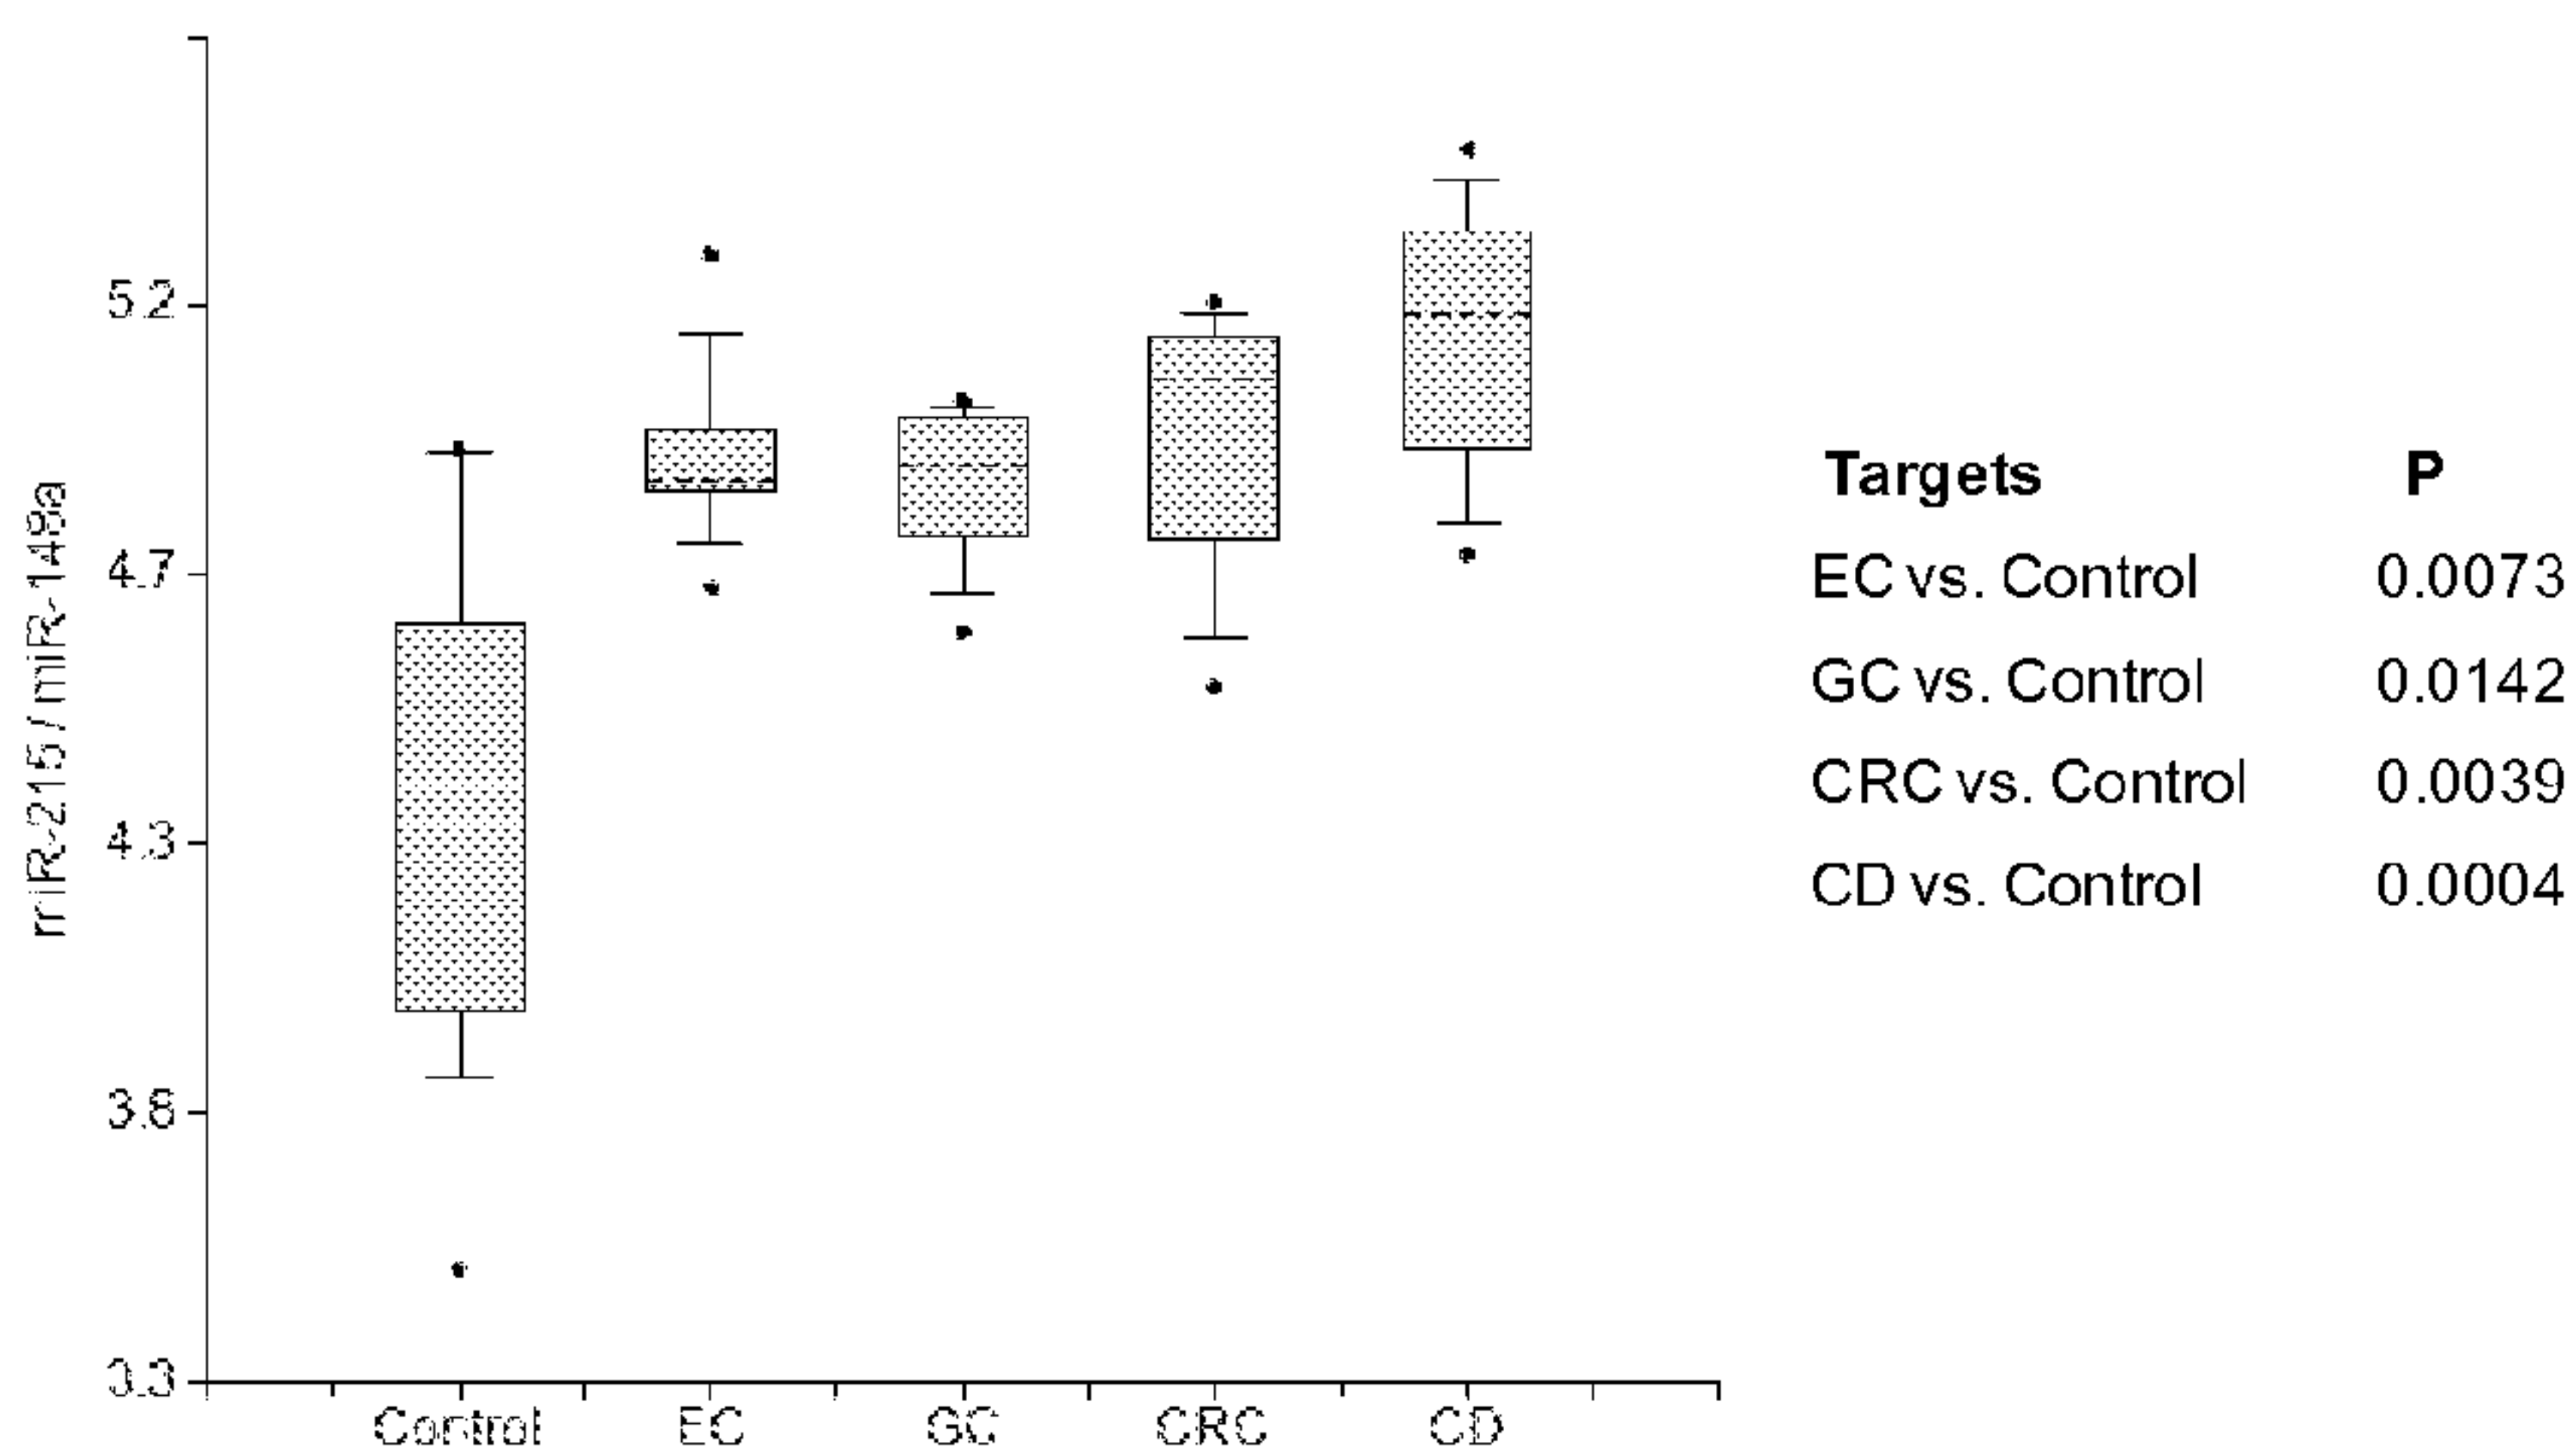 miR-215 / miR-148a
5.2
4.7
4.3
3.8
3.3
Control EC GC CRC CD
Targets P
EC vs. Control 0.0073
GC vs. Control 0.0142
CRC vs. Control 0.0039
CD vs. Control 0.0004